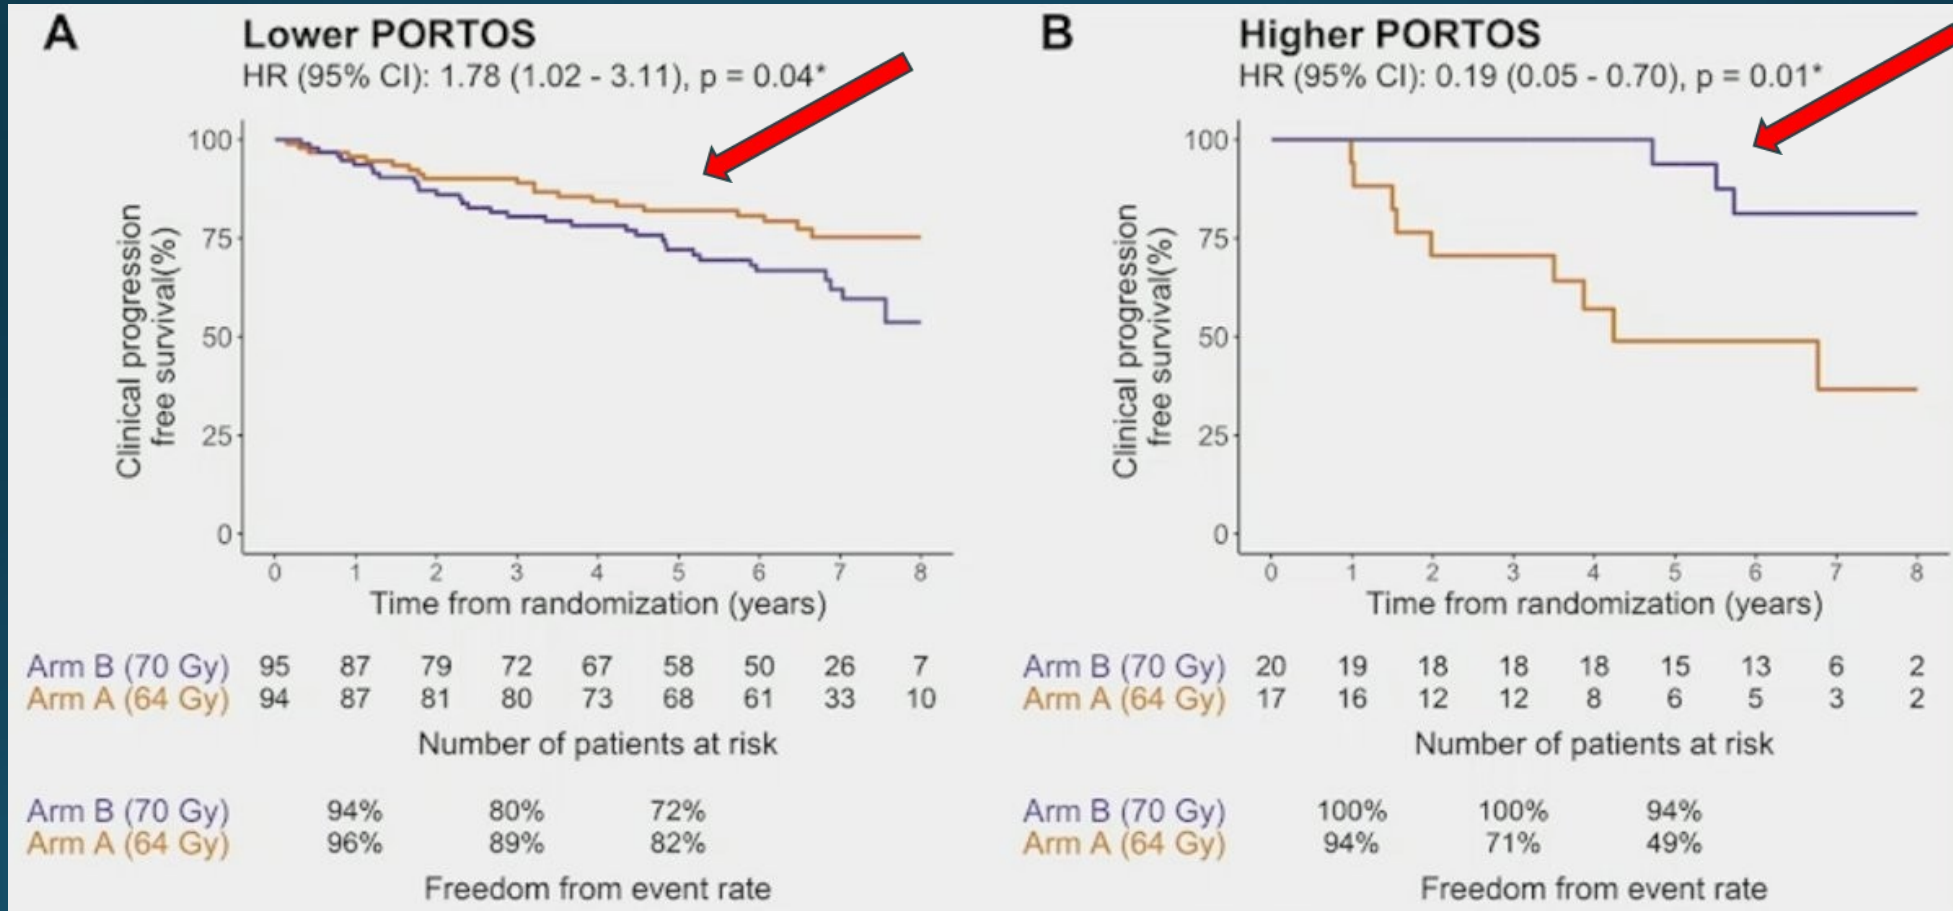 A
Lower PORTOS
HR (95% CI): 1.78 (1.02 - 3.11), p = 0.04*
100
75
50
25
0
Clinical progression
free survival(%)
0 1 2 3 4 5 6 7 8
Time from randomization (years)
Arm B (70 Gy) 95 87 79 72 67 58 50 26 7
Arm A (64 Gy) 94 87 81 80 73 68 61 33 10
Number of patients at risk
Arm B (70 Gy) 94% 80% 72%
Arm A (64 Gy) 96% 89% 82%
Freedom from event rate
B
Higher PORTOS
HR (95% CI): 0.19 (0.05 - 0.70), p = 0.01*
100
75
50
25
0
Clinical progression
free survival(%)
0 1 2 3 4 5 6 7 8
Time from randomization (years)
Arm B (70 Gy) 20 19 18 18 18 15 13 6 2
Arm A (64 Gy) 17 16 12 12 8 6 5 3 2
Number of patients at risk
Arm B (70 Gy) 100% 100% 94%
Arm A (64 Gy) 94% 71% 49%
Freedom from event rate